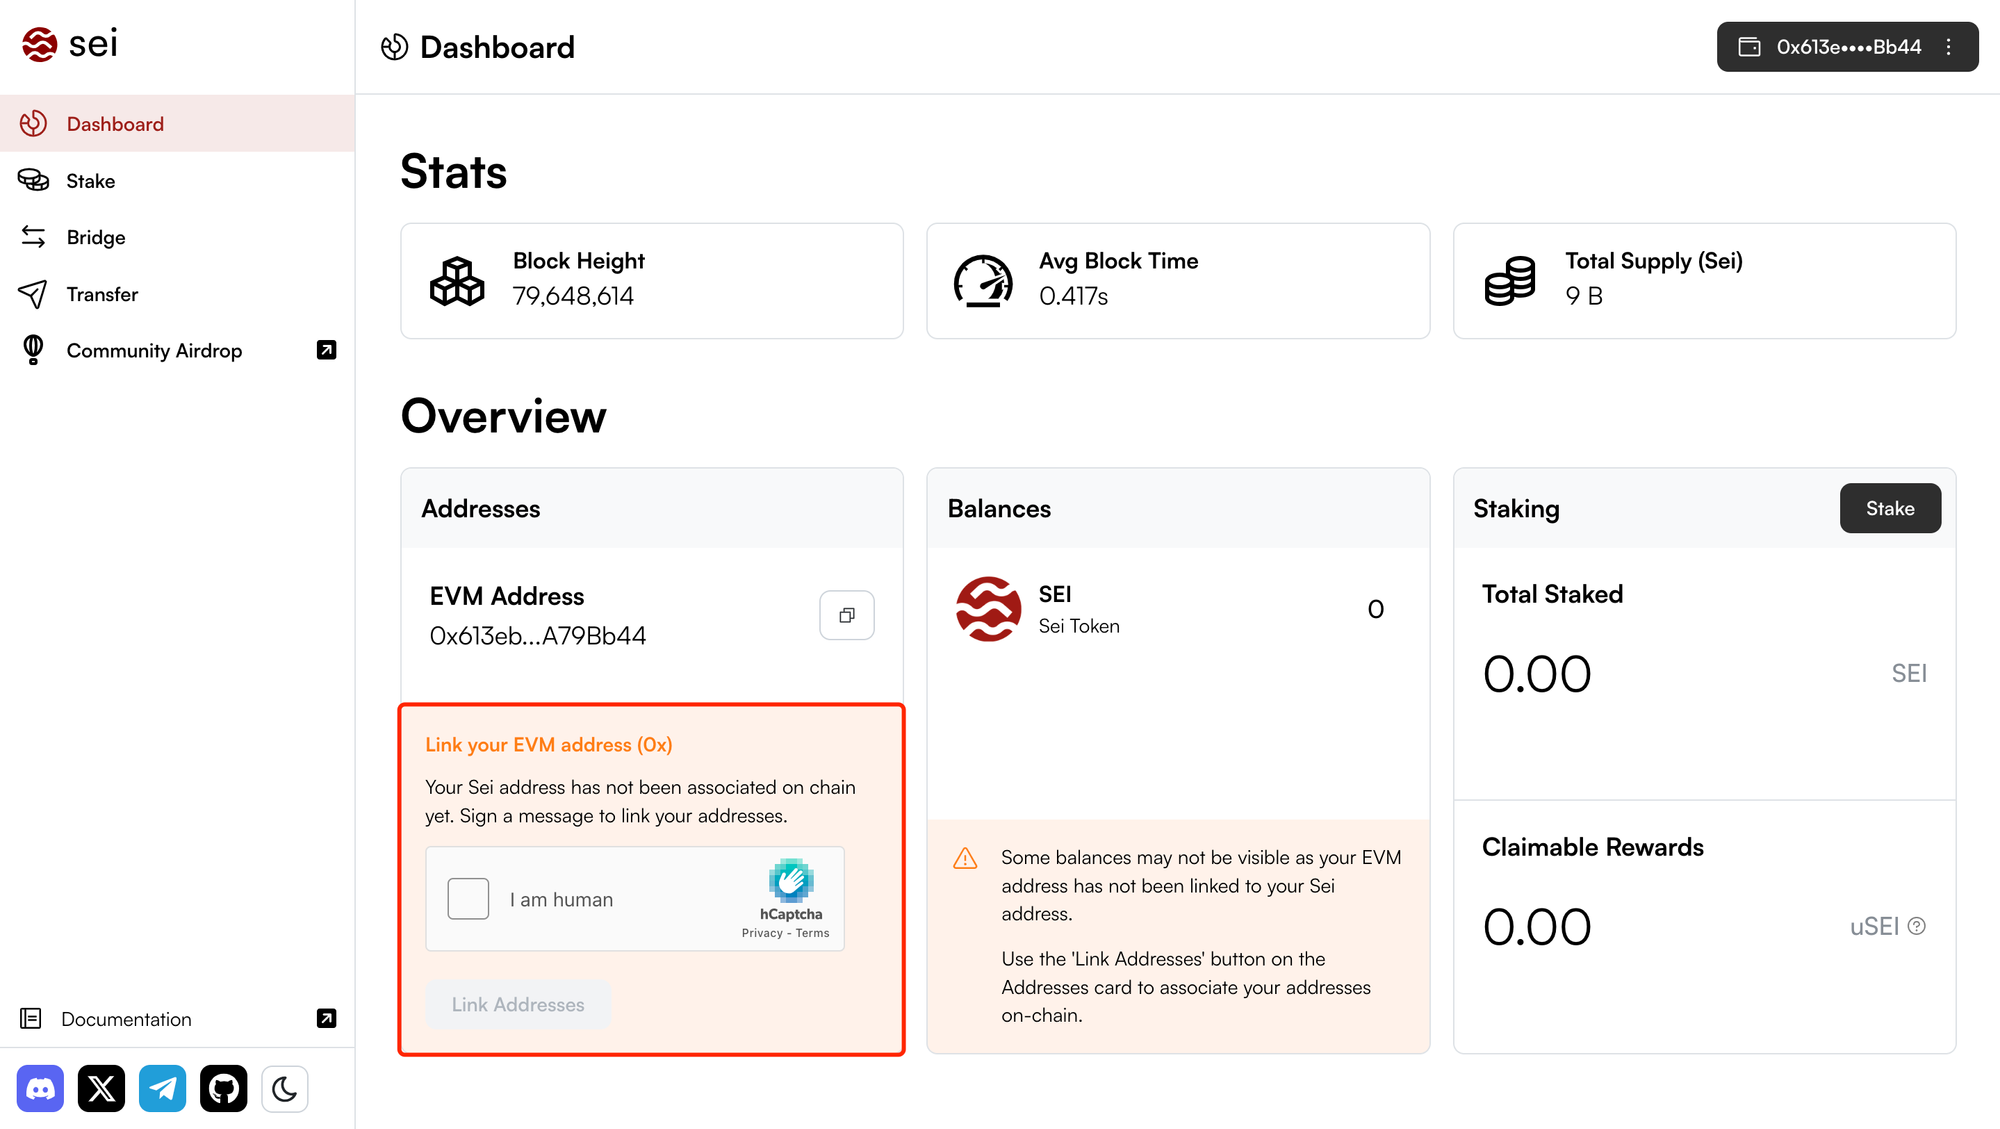 sei
Dashboard
0x613e••••Bb44
Dashboard
Stake
Bridge
Transfer
Community Airdrop
Documentation
Stats
Block Height
79,648,614
Avg Block Time
0.417s
Total Supply (Sei)
9 B
Overview
Addresses
EVM Address
0x613eb...A79Bb44
Link your EVM address (0x)
Your Sei address has not been associated on chain
yet. Sign a message to link your addresses.
I am human
hCaptcha
Privacy - Terms
Link Addresses
Balances
SEI
Sei Token
0
Some balances may not be visible as your EVM
address has not been linked to your Sei
address.
Use the 'Link Addresses' button on the
Addresses card to associate your addresses
on-chain.
Staking
Stake
Total Staked
0.00 SEI
Claimable Rewards
0.00 uSEI